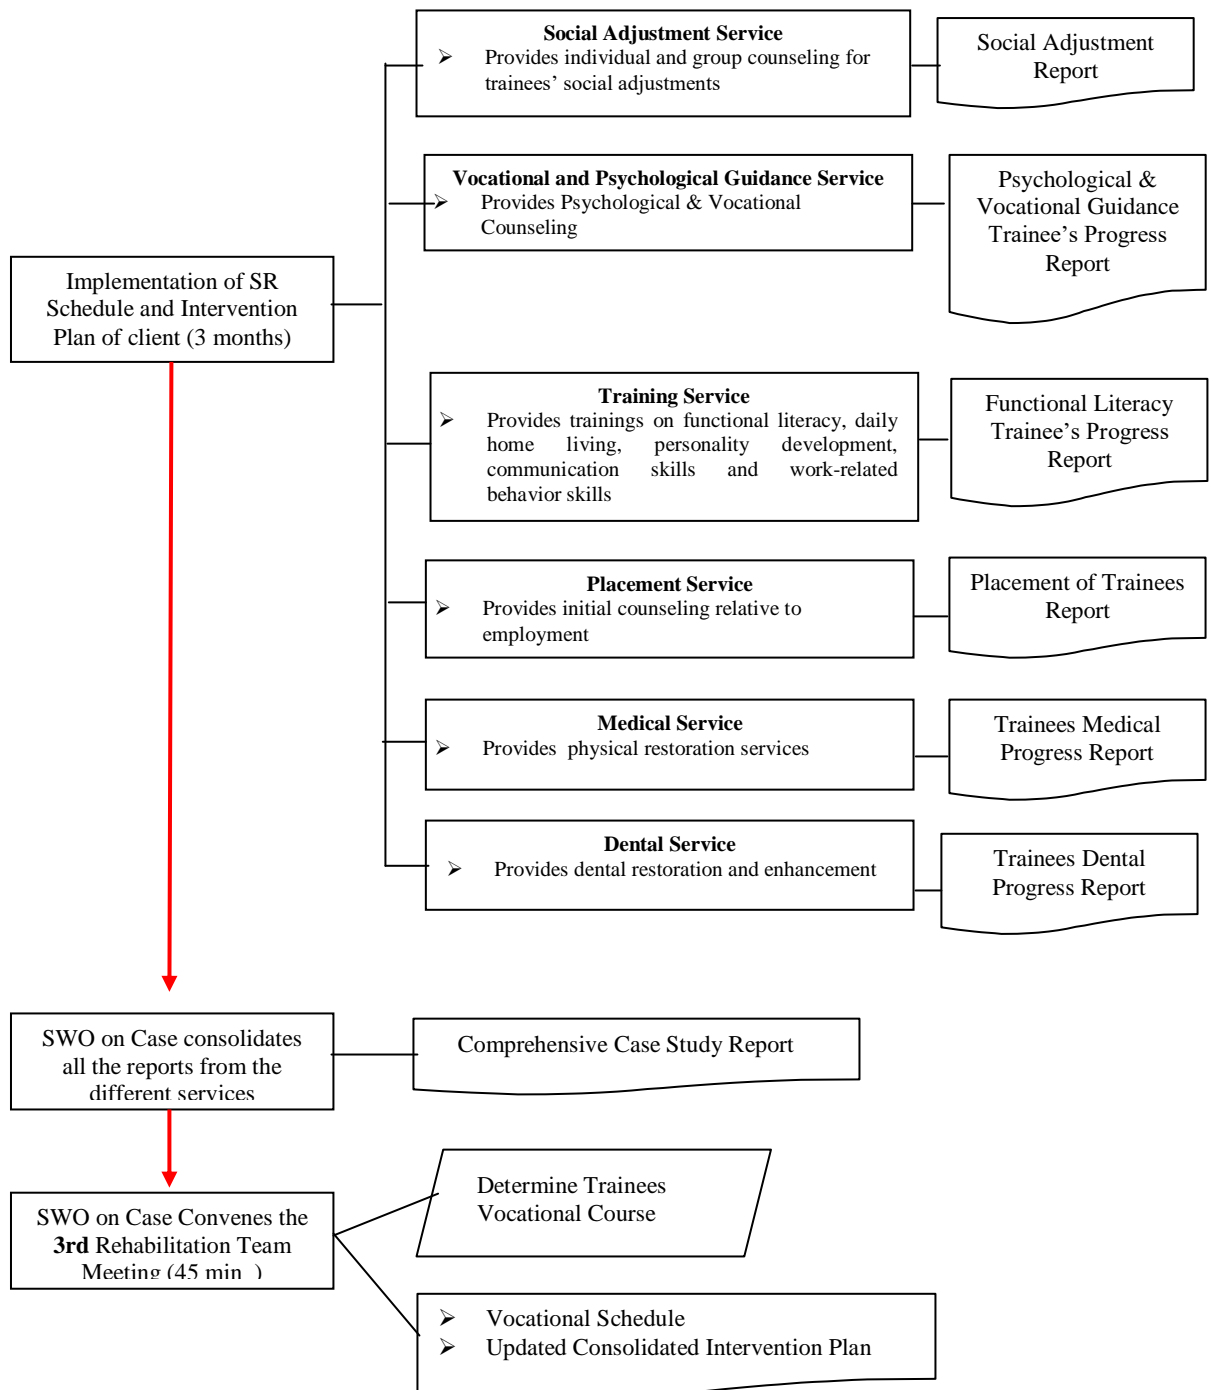 Social Adjustment Service
➢ Provides individual and group counseling for
trainees’ social adjustments
Social Adjustment
Report
Vocational and Psychological Guidance Service
➢ Provides Psychological & Vocational
Counseling
Psychological &
Vocational Guidance
Trainee’s Progress
Report
Implementation of SR
Schedule and Intervention
Plan of client (3 months)
Training Service
➢ Provides trainings on functional literacy, daily
home living, personality development,
communication skills and work-related
behavior skills
Functional Literacy
Trainee’s Progress
Report
Placement Service
➢ Provides initial counseling relative to
employment
Placement of Trainees
Report
Medical Service
➢ Provides physical restoration services
Trainees Medical
Progress Report
Dental Service
➢ Provides dental restoration and enhancement
Trainees Dental
Progress Report
SWO on Case consolidates
all the reports from the
different services
Comprehensive Case Study Report
SWO on Case Convenes the
3rd Rehabilitation Team
Meeting (45 min.)
Determine Trainees
Vocational Course
➢ Vocational Schedule
➢ Updated Consolidated Intervention Plan